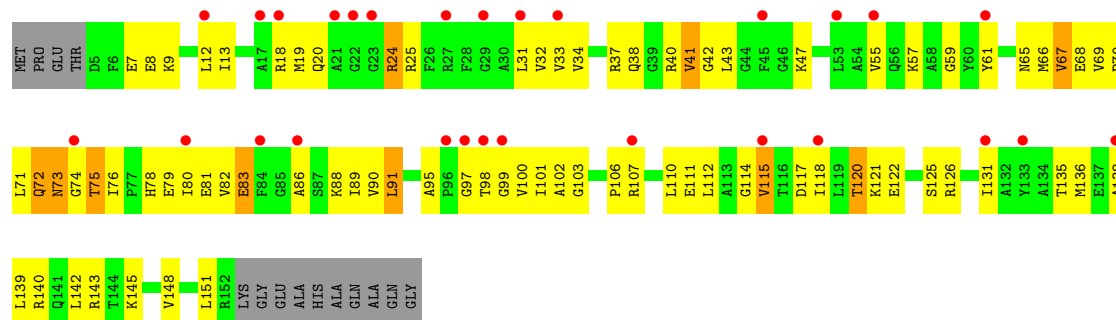 MET PRO GLU THR D5 F6 E7 E8 K9 L12 I13 A17 R18 M19 Q20 A21 G22 G23 R24 R25 F26 R27 F28 G29 A30 L31 V32 V33 V34 R37 Q38 G39 R40 V41 G42 L43 G44 F45 G46 K47 L53 A54 V55 Q56 K57 A58 G59 Y60 Y61 N65 M66 V67 E68 V69
L71 Q72 N73 G74 T75 I76 P77 H78 E79 I80 E81 V82 E83 F84 G85 A86 S87 K88 I89 V90 L91 A95 P96 G97 T98 G99 V100 I101 A102 G103 P106 R107 L110 E111 L112 A113 G114 V115 T116 D117 I118 L119 T120 K121 E122 S125 R126 I131 A132 Y133 A134 T135 M136 E137
L139 R140 Q141 L142 R143 T144 K145 V148 L151 R152 LYS GLY GLU ALA HIS ALA GLN ALA GLN GLY